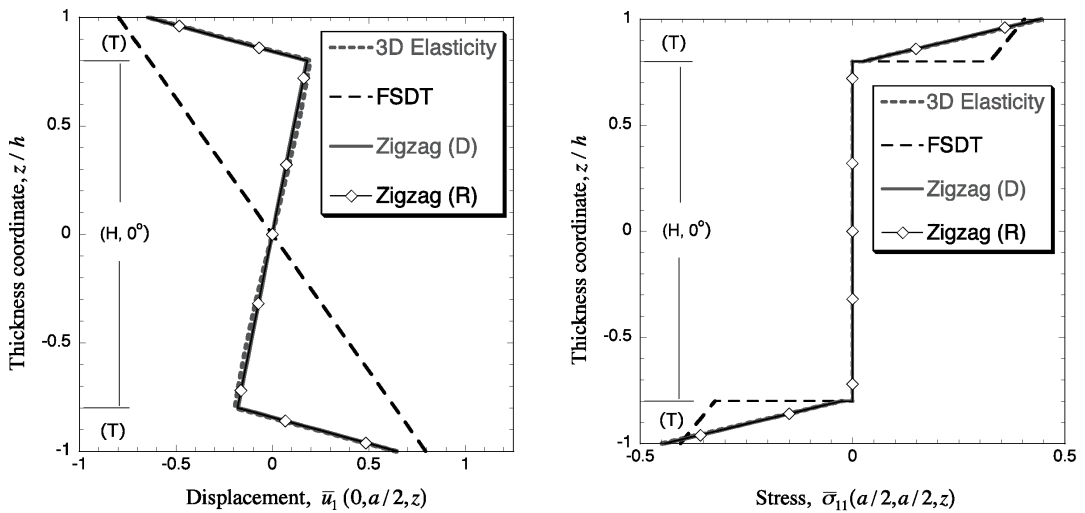 1
(T)
3D Elasticity
FSDT
Zigzag (D)
Zigzag (R)
0.5
0
(H, 0°)
-0.5
(T)
-1
-1
-0.5
0
0.5
1
Thickness coordinate, z / h
Displacement, u̅₁ (0,a / 2,z)
1
(T)
3D Elasticity
FSDT
Zigzag (D)
Zigzag (R)
0.5
0
(H, 0°)
-0.5
(T)
-1
-0.5
0
0.5
Thickness coordinate, z / h
Stress, σ̅₁₁(a / 2,a / 2,z)